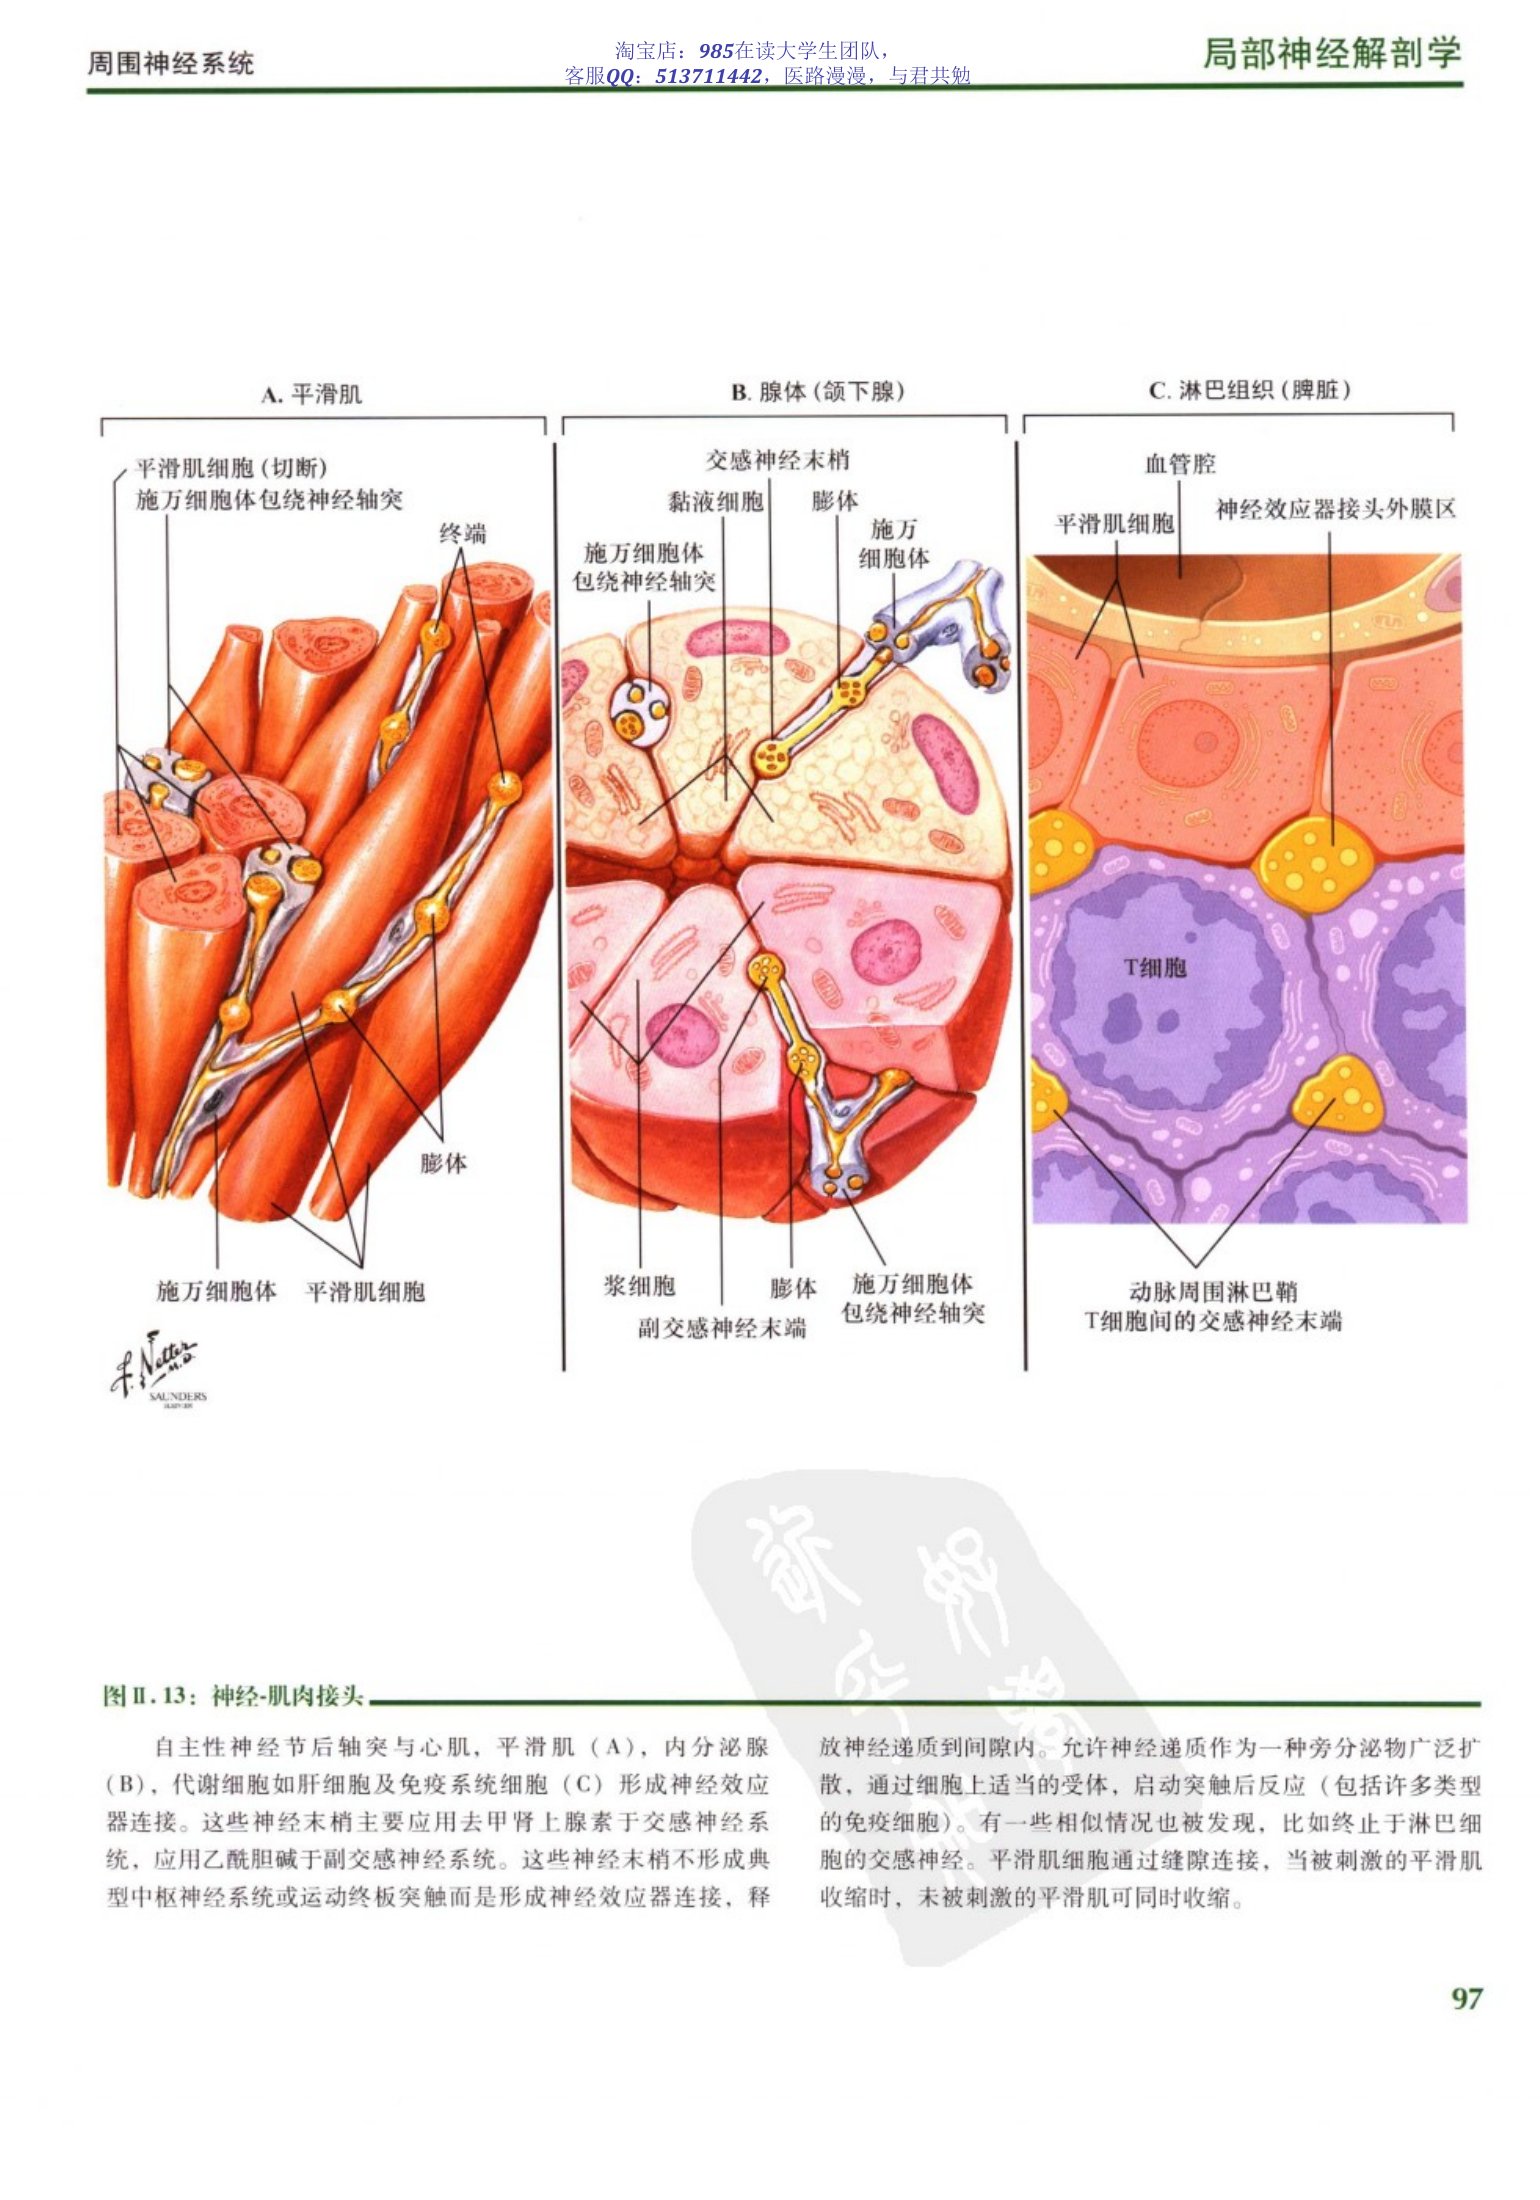 周围神经系统
淘宝店：985在读大学生团队，
客服QQ：513711442，医路漫漫，与君共勉
局部神经解剖学
A. 平滑肌
平滑肌细胞（切断）
施万细胞体包绕神经轴突
终端
膨体
施万细胞体
平滑肌细胞
B. 腺体（颌下腺）
交感神经末梢
黏液细胞
膨体
施万
细胞体
施万细胞体
包绕神经轴突
浆细胞
膨体
施万细胞体
包绕神经轴突
副交感神经末端
C. 淋巴组织（脾脏）
血管腔
神经效应器接头外膜区
平滑肌细胞
T细胞
动脉周围淋巴鞘
T细胞间的交感神经末端
F. Netter
M.D.
SAUNDERS
图Ⅱ.13：神经-肌肉接头
自主性神经节后轴突与心肌，平滑肌（A），内分泌腺
（B），代谢细胞如肝细胞及免疫系统细胞（C）形成神经效应
器连接。这些神经末梢主要应用去甲肾上腺素于交感神经系
统，应用乙酰胆碱于副交感神经系统。这些神经末梢不形成典
型中枢神经系统或运动终板突触而是形成神经效应器连接，释
放神经递质到间隙内。允许神经递质作为一种旁分泌物广泛扩
散，通过细胞上适当的受体，启动突触后反应（包括许多类型
的免疫细胞）。有一些相似情况也被发现，比如终止于淋巴细
胞的交感神经。平滑肌细胞通过缝隙连接，当被刺激的平滑肌
收缩时，未被刺激的平滑肌可同时收缩。
97